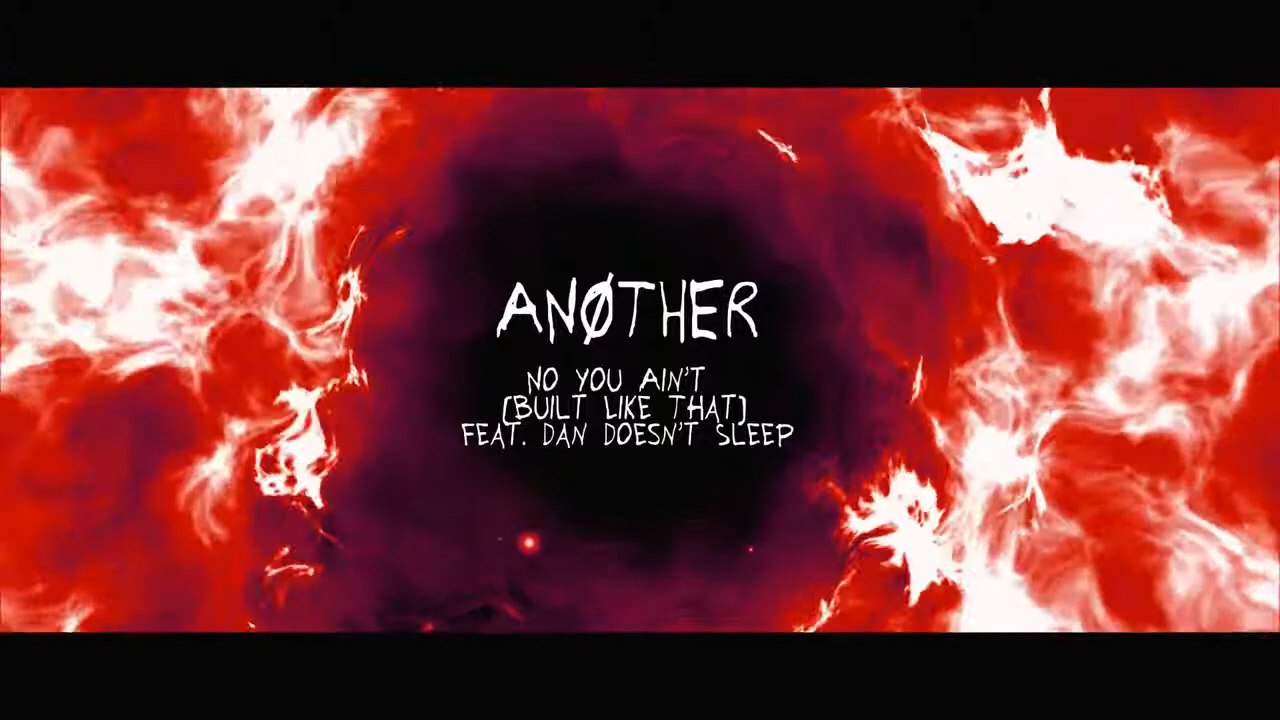 ANØTHER
NO YOU AIN'T
(BUILT LIKE THAT)
FEAT. DAN DOESN'T SLEEP